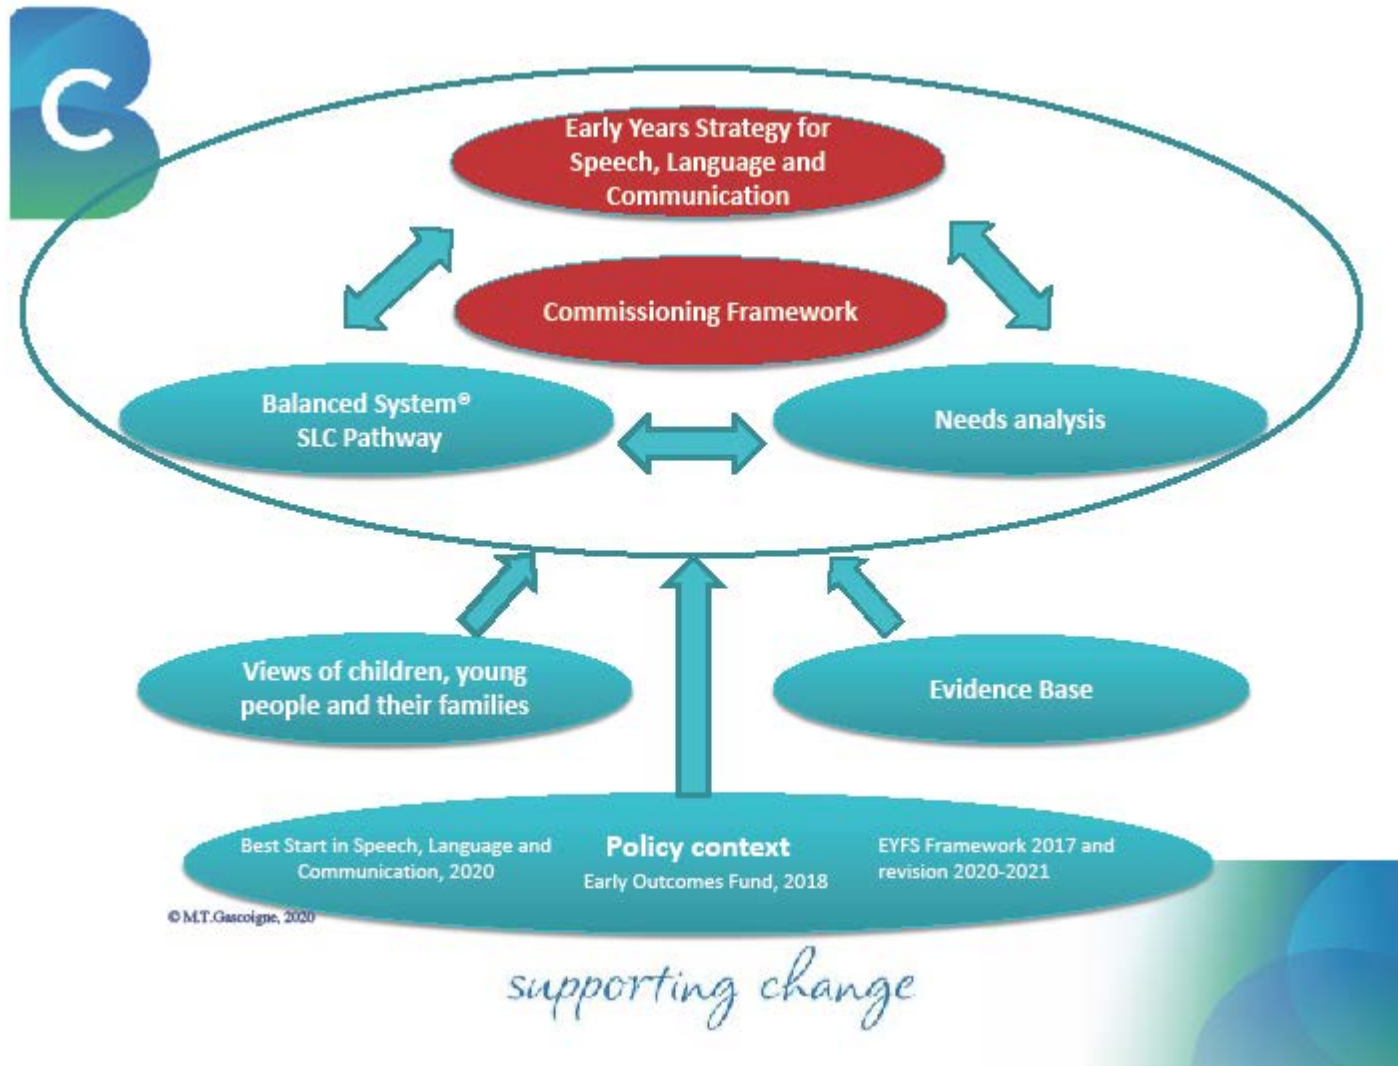 C
Early Years Strategy for
Speech, Language and
Communication
Commissioning Framework
Balanced System®
SLC Pathway
Needs analysis
Views of children, young
people and their families
Evidence Base
Best Start in Speech, Language and
Communication, 2020
Policy context
Early Outcomes Fund, 2018
EYFS Framework 2017 and
revision 2020-2021
© M.T.Gascoigne, 2020
supporting change